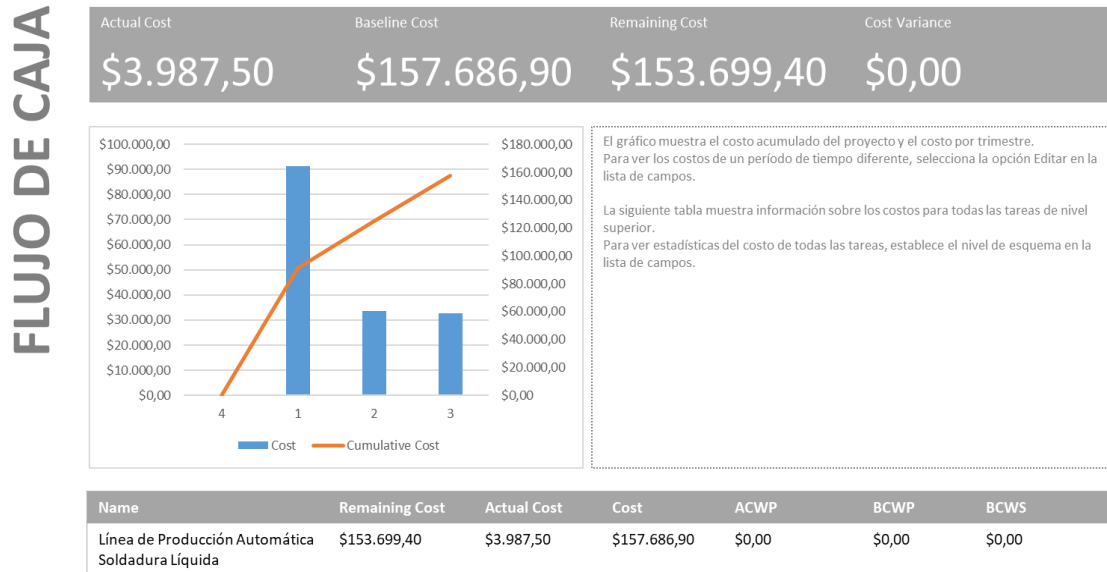 FLUJO DE CAJA
Actual Cost
Baseline Cost
Remaining Cost
Cost Variance
$3.987,50
$157.686,90
$153.699,40
$0,00
$100.000,00
$90.000,00
$80.000,00
$70.000,00
$60.000,00
$50.000,00
$40.000,00
$30.000,00
$20.000,00
$10.000,00
$0,00
$180.000,00
$160.000,00
$140.000,00
$120.000,00
$100.000,00
$80.000,00
$60.000,00
$40.000,00
$20.000,00
$0,00
4 1 2 3
Cost Cumulative Cost
El gráfico muestra el costo acumulado del proyecto y el costo por trimestre.
Para ver los costos de un período de tiempo diferente, selecciona la opción Editar en la
lista de campos.
La siguiente tabla muestra información sobre los costos para todas las tareas de nivel
superior.
Para ver estadísticas del costo de todas las tareas, establece el nivel de esquema en la
lista de campos.
Name Remaining Cost Actual Cost Cost ACWP BCWP BCWS
Línea de Producción Automática $153.699,40 $3.987,50 $157.686,90 $0,00 $0,00 $0,00
Soldadura Líquida